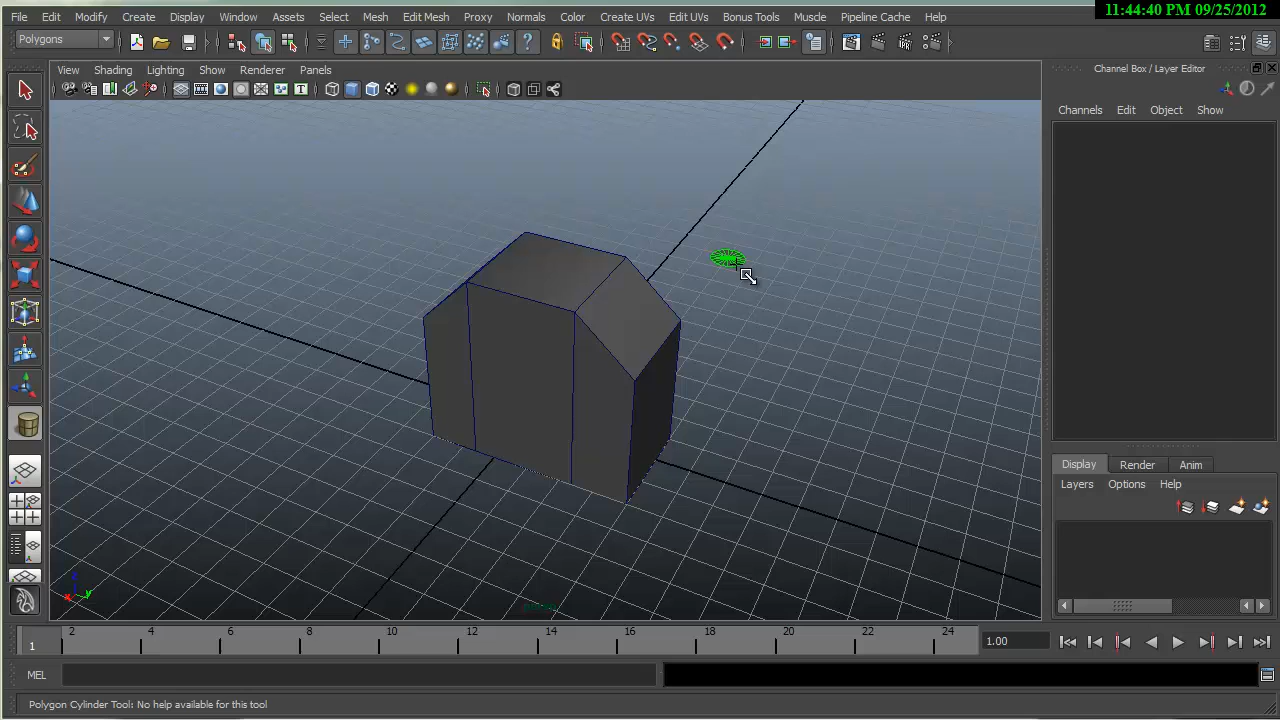 File Edit Modify Create Display Window Assets Select Mesh Edit Mesh Proxy Normals Color Create UVs Edit UVs Bonus Tools Muscle Pipeline Cache Help
11:44:40 PM 09/25/2012
Polygons
View Shading Lighting Show Renderer Panels
Channel Box / Layer Editor
Channels Edit Object Show
Display Render Anim
Layers Options Help
x y
1 2 4 6 8 10 12 14 16 18 20 22 24 1.00
MEL
Polygon Cylinder Tool: No help available for this tool